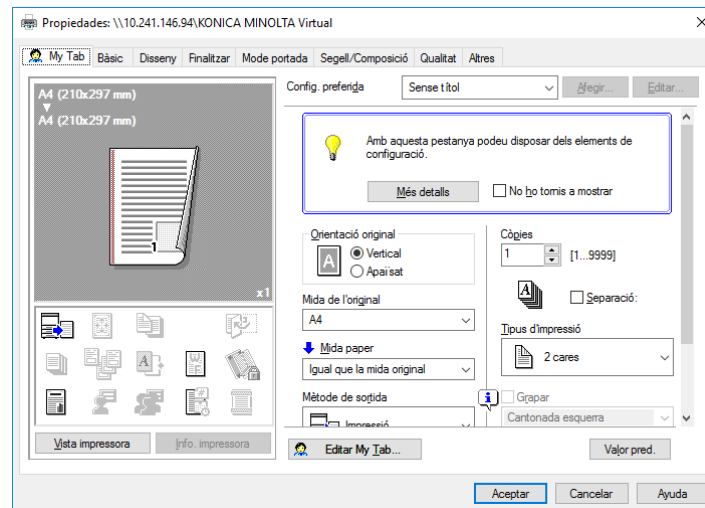 Propiedades: \\10.241.146.94\KONICA MINOLTA Virtual
My Tab Bàsic Disseny Finalitzar Mode portada Segell/Composició Qualitat Altres
A4 (210x297 mm)
A4 (210x297 mm)
1
x1
Vista impressora Info. impressora
Config. preferida Sense títol Afegir... Editar...
Amb aquesta pestanya podeu disposar dels elements de
configuració.
Més detalls No ho tornis a mostrar
Orientació original
A
Vertical
Apaïsat
Mida de l'original
A4
Mida paper
Igual que la mida original
Mètode de sortida
Impressió
Còpies
1 [1...9999]
Separació:
Tipus d'impressió
2 cares
Grapar
Cantonada esquerra
Editar My Tab... Valor pred.
Aceptar Cancelar Ayuda